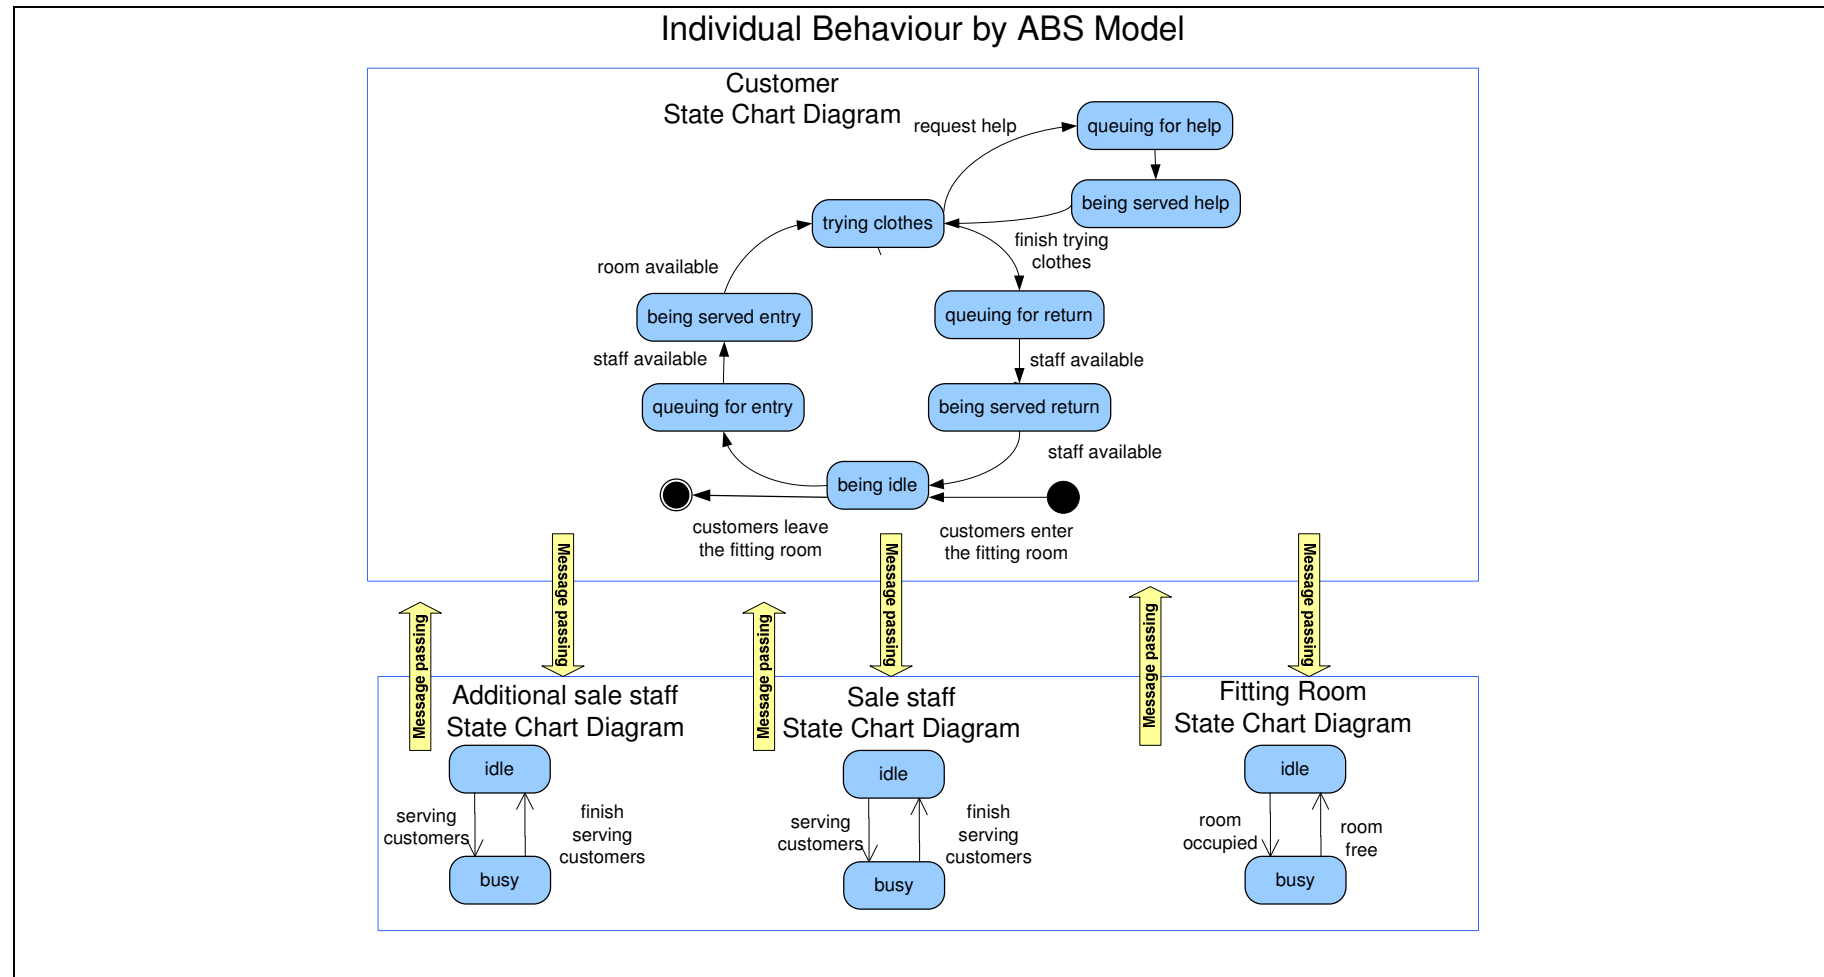 Individual Behaviour by ABS Model
Customer
State Chart Diagram
request help
queuing for help
being served help
trying clothes
finish trying
clothes
room available
being served entry
queuing for return
staff available
staff available
queuing for entry
being served return
staff available
being idle
customers leave
the fitting room
customers enter
the fitting room
Message passing
Message passing
Message passing
Message passing
Message passing
Message passing
Additional sale staff
State Chart Diagram
idle
serving
customers
finish
serving
customers
busy
Sale staff
State Chart Diagram
idle
serving
customers
finish
serving
customers
busy
Fitting Room
State Chart Diagram
idle
room
occupied
room
free
busy